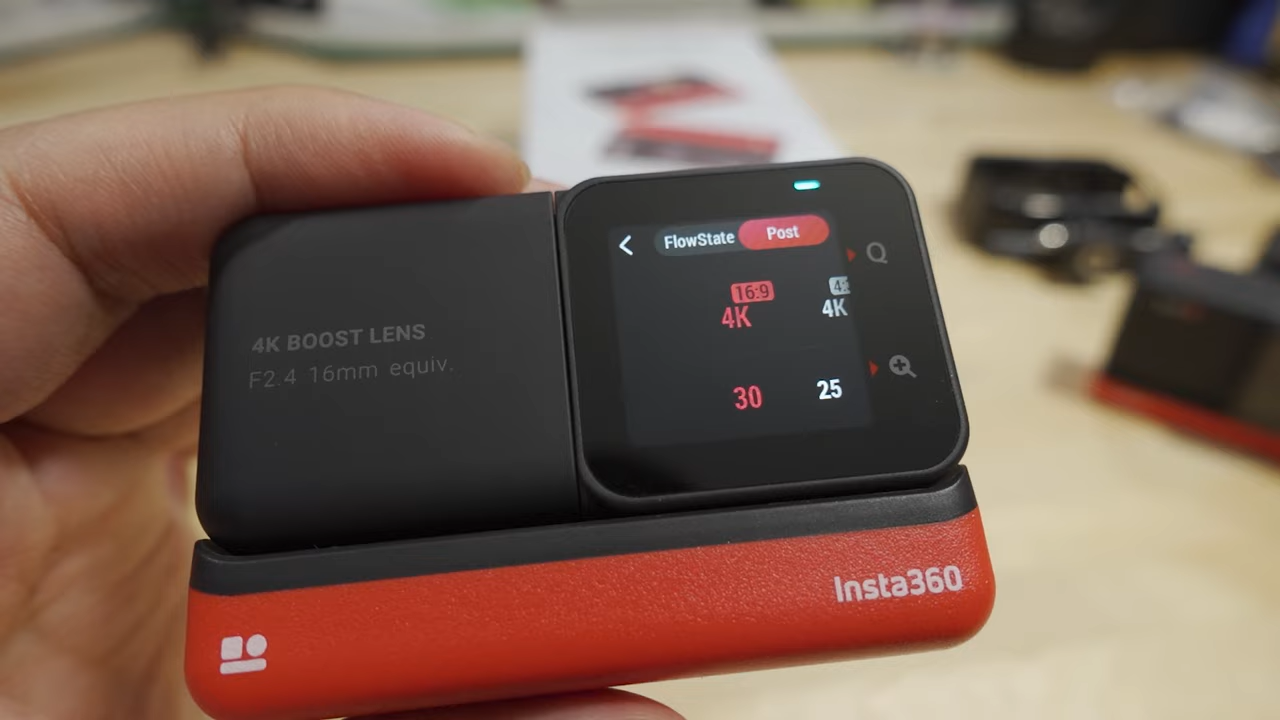 4K BOOST LENS
F2.4 16mm equiv.
FlowState Post
Q
16:9
4K 4K
30 25
Insta360